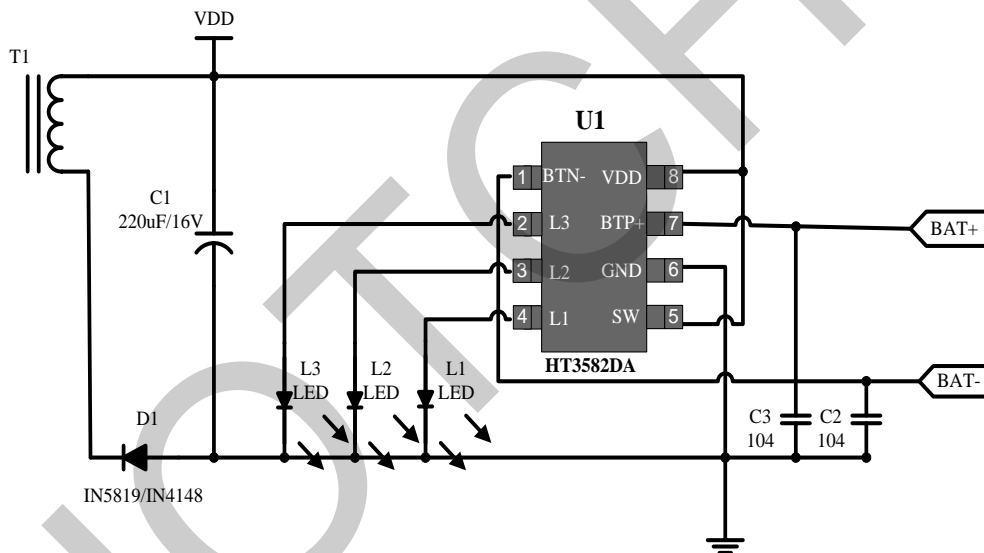 VDD
T1
U1
1 BTN- VDD 8
2 L3 BTP+ 7
3 L2 GND 6
4 L1 SW 5
HT3582DA
C1
220uF/16V
BAT+
BAT-
L3
LED
L2
LED
L1
LED
D1
IN5819/IN4148
C3
104
C2
104